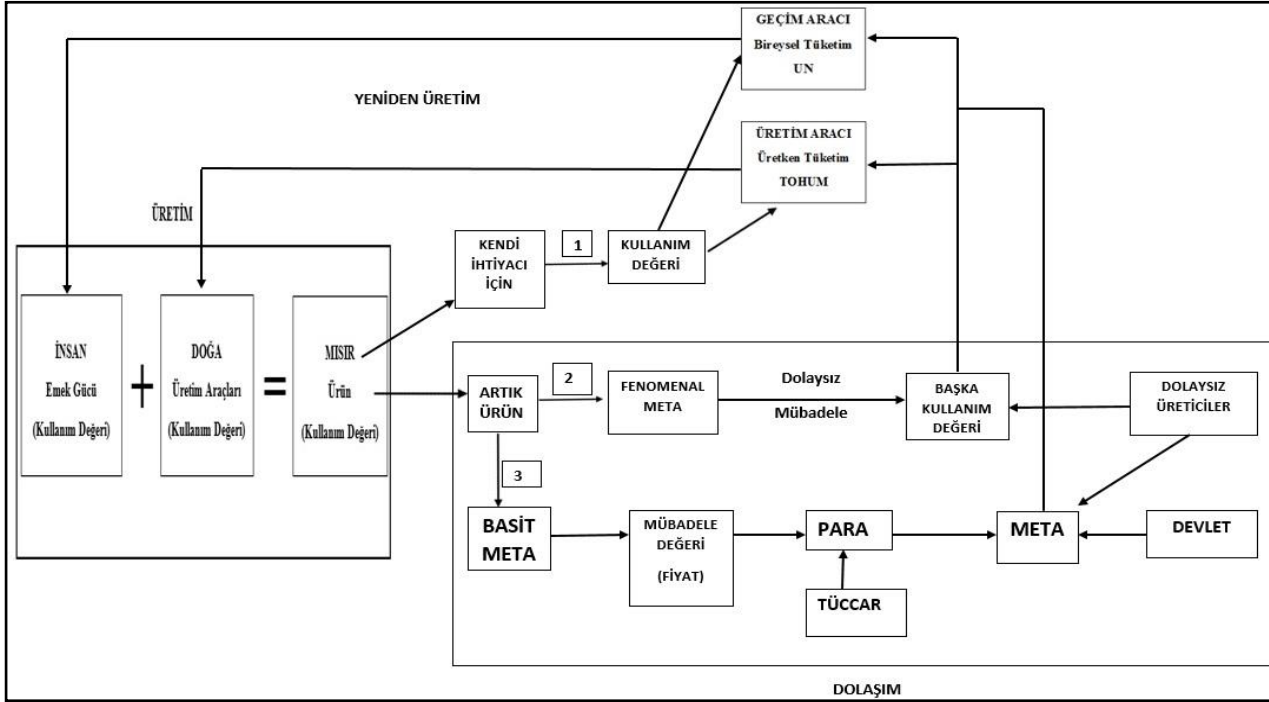 GEÇİM ARACI
Bireysel Tüketim
UN
YENİDEN ÜRETİM
ÜRETİM ARACI
Üretken Tüketim
TOHUM
ÜRETİM
KENDİ
İHTİYACI
İÇİN
1
KULLANIM
DEĞERİ
İNSAN
Emek Gücü
(Kullanım Değeri)
+
DOĞA
Üretim Araçları
(Kullanım Değeri)
=
MISIR
Ürün
(Kullanım Değeri)
ARTIK
ÜRÜN
2
FENOMENAL
META
Dolaysız
Mübadele
BAŞKA
KULLANIM
DEĞERİ
DOLAYSIZ
ÜRETİCİLER
3
BASİT
META
MÜBADELE
DEĞERİ
(FİYAT)
PARA
META
DEVLET
TÜCCAR
DOLAŞIM